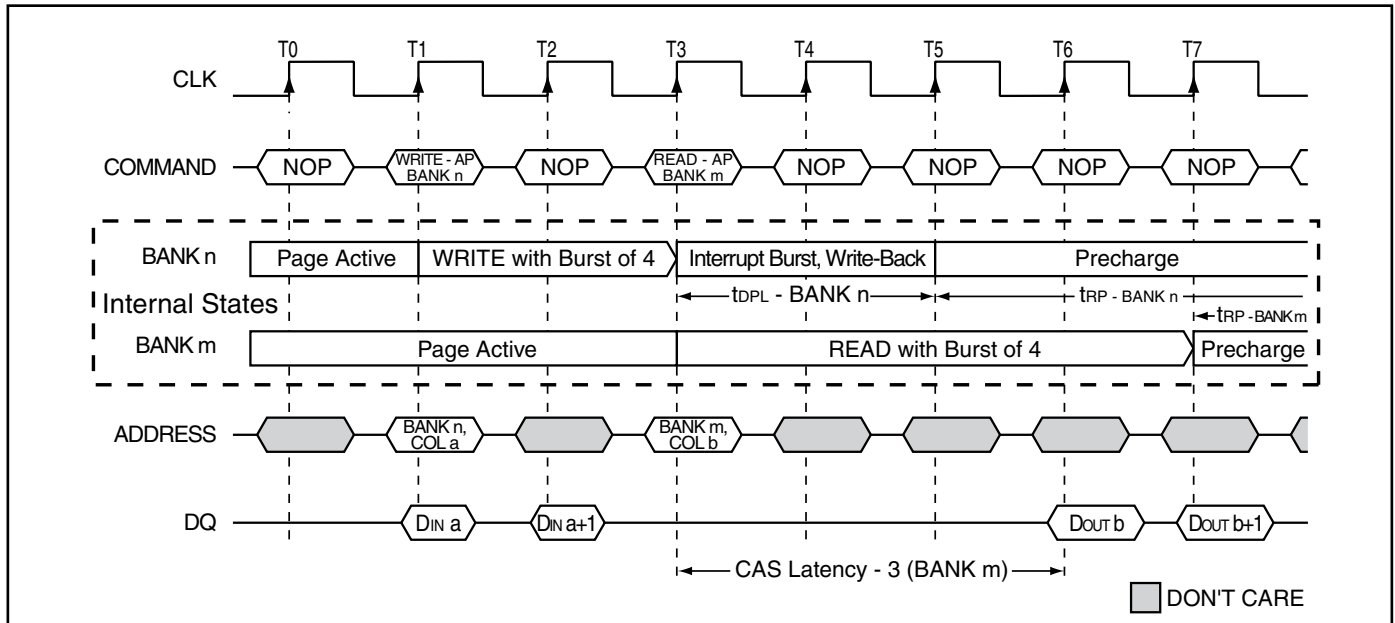 T0 T1 T2 T3 T4 T5 T6 T7
CLK
COMMAND NOP WRITE - AP BANK n NOP READ - AP BANK m NOP NOP NOP NOP
BANK n Page Active WRITE with Burst of 4 Interrupt Burst, Write-Back Precharge
tDPL - BANK n tRP - BANK n
Internal States
tRP - BANK m
BANK m Page Active READ with Burst of 4 Precharge
ADDRESS BANK n, COL a BANK m, COL b
DQ DIN a DIN a+1 DOUT b DOUT b+1
CAS Latency - 3 (BANK m)
DON'T CARE